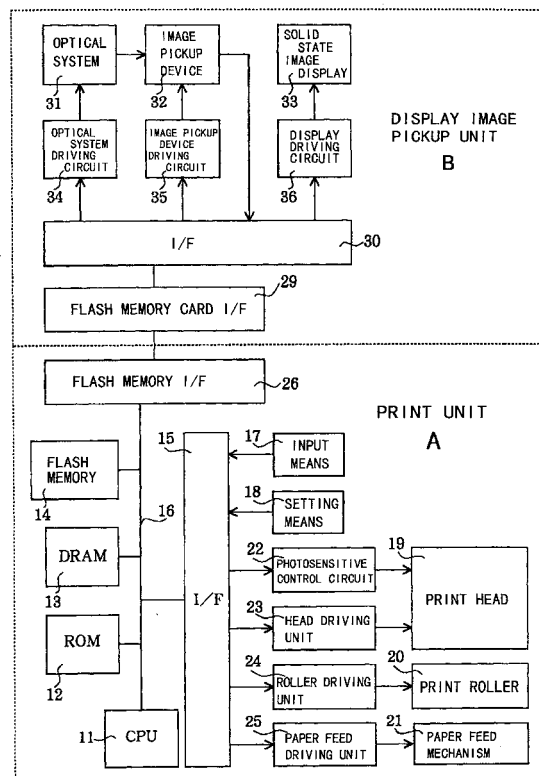 OPTICAL
SYSTEM
31
IMAGE
PICKUP
DEVICE
32
SOLID
STATE
IMAGE
DISPLAY
33
OPTICAL
SYSTEM
DRIVING
CIRCUIT
34
IMAGE PICKUP
DEVICE
DRIVING
CIRCUIT
35
DISPLAY
DRIVING
CIRCUIT
36
DISPLAY IMAGE
PICKUP UNIT
B
I/F
30
29
FLASH MEMORY CARD I/F
FLASH MEMORY I/F
26
PRINT UNIT
A
15
17
INPUT
MEANS
FLASH
MEMORY
14
16
18
SETTING
MEANS
DRAM
13
I/F
22
PHOTOSENSITIVE
CONTROL CIRCUIT
19
PRINT HEAD
23
HEAD DRIVING
UNIT
ROM
12
24
ROLLER DRIVING
UNIT
20
PRINT ROLLER
11
CPU
25
PAPER FEED
DRIVING UNIT
21
PAPER FEED
MECHANISM